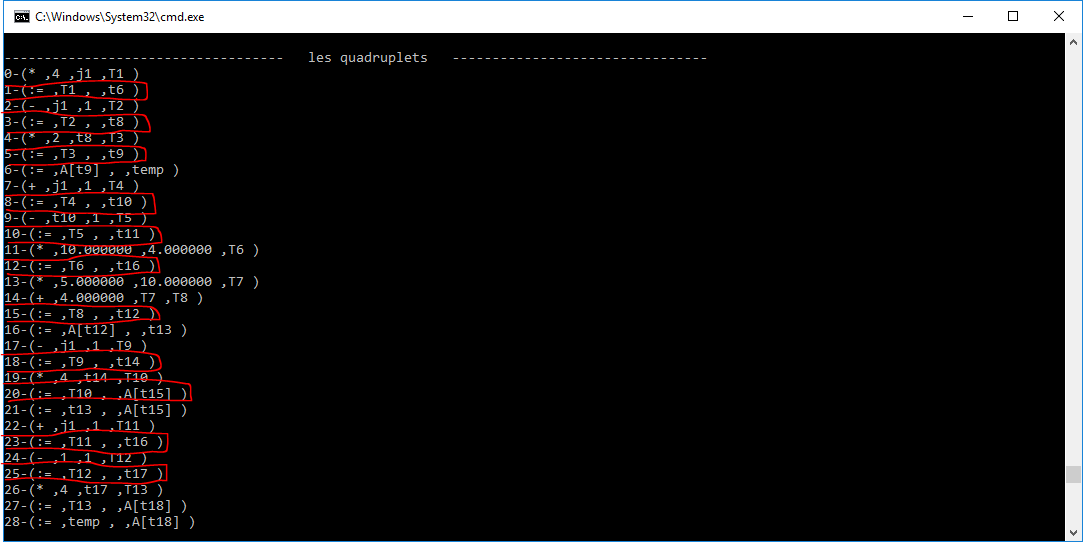 C:\Windows\System32\cmd.exe
------------------------------- les quadruplets --------------------------------
0-(* ,4 ,j1 ,T1 )
1-(:= ,T1 , ,t6 )
2-(- ,j1 ,1 ,T2 )
3-(:= ,T2 , ,t8 )
4-(* ,2 ,t8 ,T3 )
5-(:= ,T3 , ,t9 )
6-(:= ,A[t9] , ,temp )
7-(+ ,j1 ,1 ,T4 )
8-(:= ,T4 , ,t10 )
9-(- ,t10 ,1 ,T5 )
10-(:= ,T5 , ,t11 )
11-(* ,10.000000 ,4.000000 ,T6 )
12-(:= ,T6 , ,t16 )
13-(* ,5.000000 ,10.000000 ,T7 )
14-(+ ,4.000000 ,T7 ,T8 )
15-(:= ,T8 , ,t12 )
16-(:= ,A[t12] , ,t13 )
17-(- ,j1 ,1 ,T9 )
18-(:= ,T9 , ,t14 )
19-(* ,4 ,t14 ,T10 )
20-(:= ,T10 , ,A[t15] )
21-(:= ,t13 , ,A[t15] )
22-(+ ,j1 ,1 ,T11 )
23-(:= ,T11 , ,t16 )
24-(- ,1 ,1 ,T12 )
25-(:= ,T12 , ,t17 )
26-(* ,4 ,t17 ,T13 )
27-(:= ,T13 , ,A[t18] )
28-(:= ,temp , ,A[t18] )